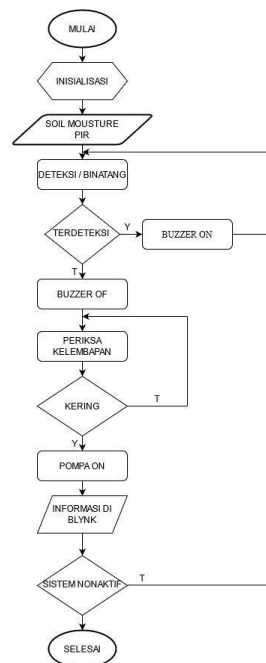 MULAI
INISIALISASI
SOIL MOUSTURE
PIR
DETEKSI / BINATANG
TERDETEKSI
Y
BUZZER ON
T
BUZZER OF
PERIKSA
KELEMBAPAN
KERING
T
Y
POMPA ON
INFORMASI DI
BLYNK
SISTEM NONAKTIF
T
Y
SELESAI